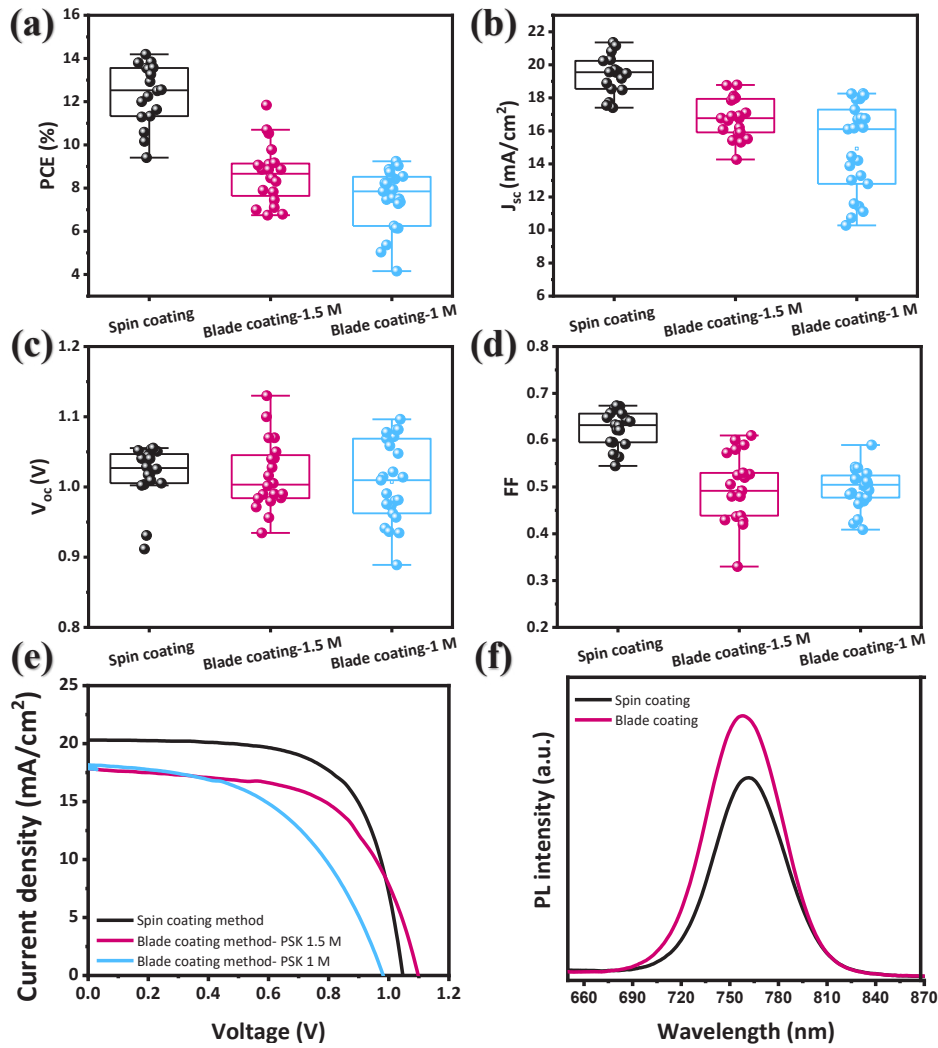 (a)
16
14
12
10
8
6
4
PCE (%)
Spin coating
Blade coating-1.5 M
Blade coating-1 M
(b)
24
22
20
18
16
14
12
10
8
6
Jsc (mA/cm²)
Spin coating
Blade coating-1.5 M
Blade coating-1 M
(c)
1.2
1.1
1.0
0.9
0.8
Voc (V)
Spin coating
Blade coating-1.5 M
Blade coating-1 M
(d)
0.8
0.7
0.6
0.5
0.4
0.3
0.2
FF
Spin coating
Blade coating-1.5 M
Blade coating-1 M
(e)
25
20
15
10
5
0
Current density (mA/cm²)
Spin coating method
Blade coating method- PSK 1.5 M
Blade coating method- PSK 1 M
0.0 0.2 0.4 0.6 0.8 1.0 1.2
Voltage (V)
(f)
Spin coating
Blade coating
PL intensity (a.u.)
660 690 720 750 780 810 840 870
Wavelength (nm)